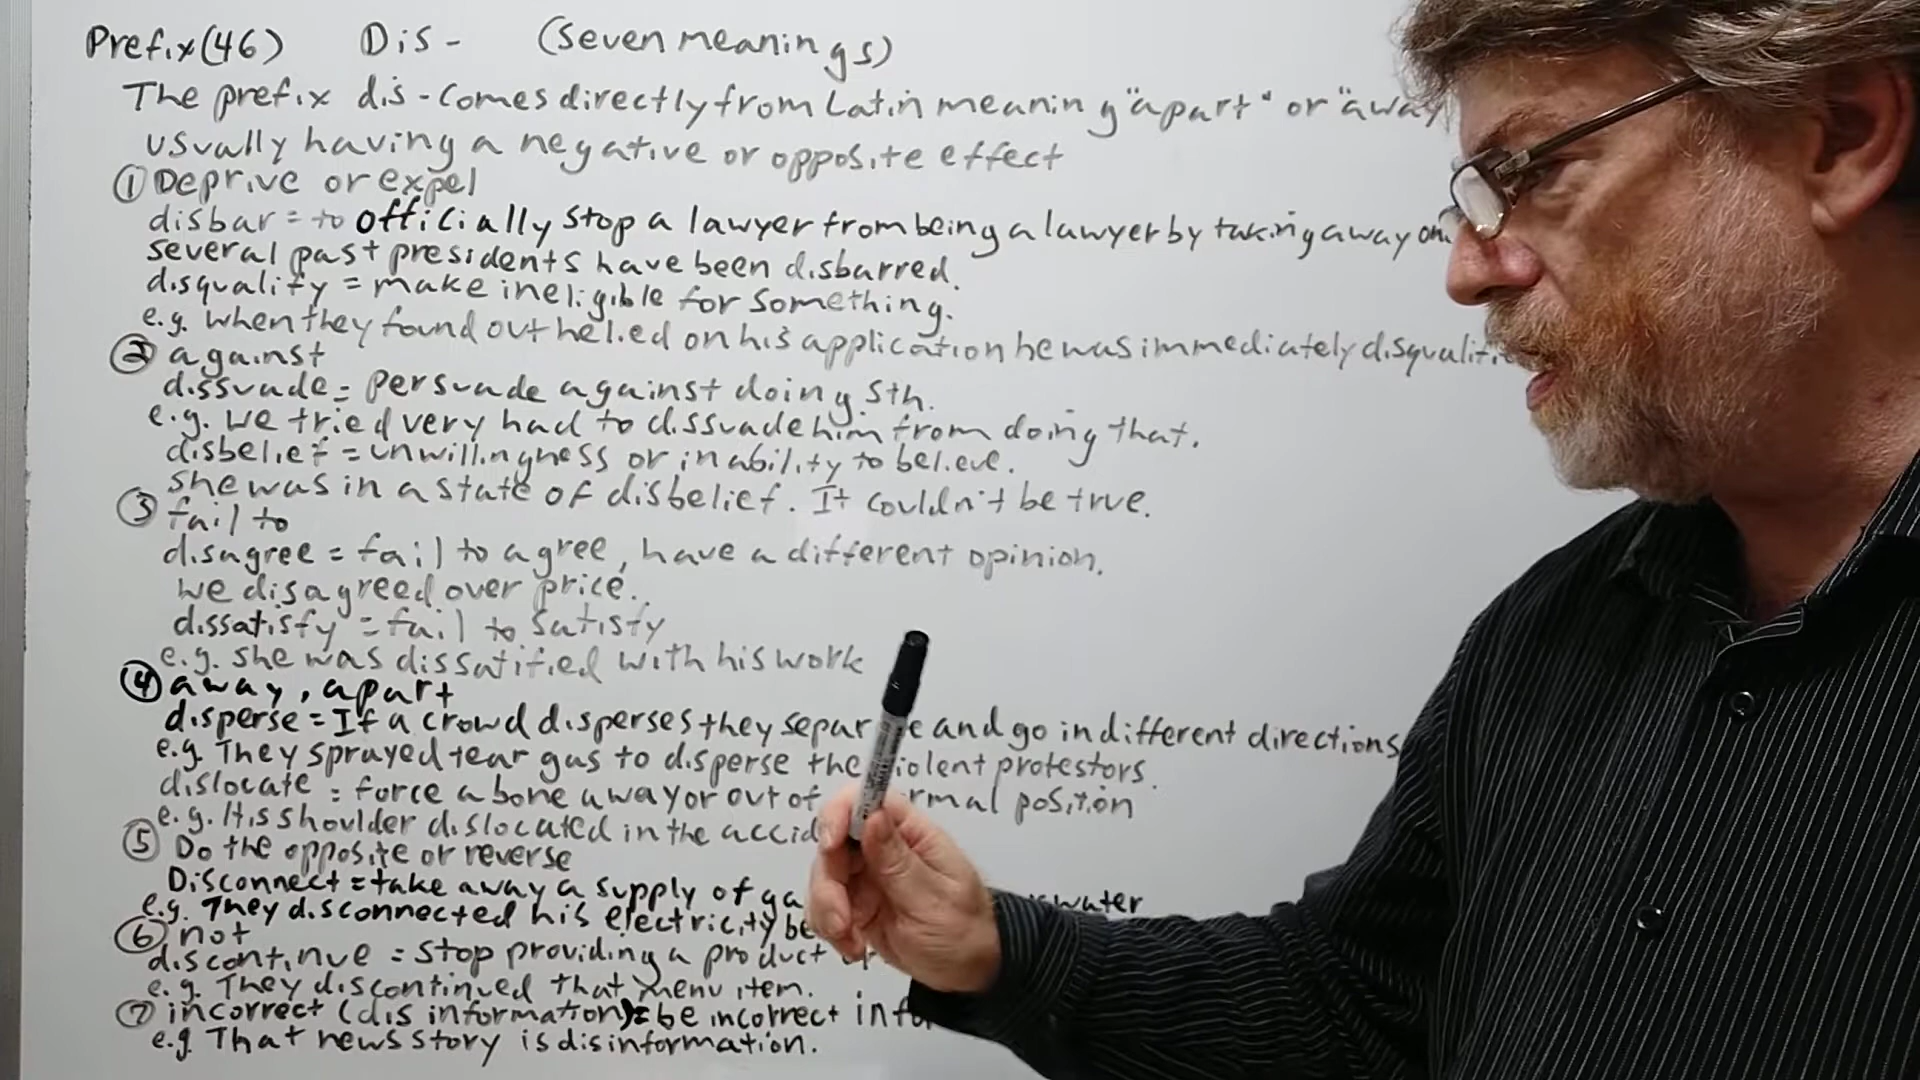 Prefix(46) Dis- (seven meanings)
The prefix dis-comes directly from Latin meaning "apart" or "away
usually having a negative or opposite effect
① Deprive or expel
disbar = to officially stop a lawyer from being a lawyer by taking away
several past presidents have been disbarred.
disqualify = make ineligible for something.
e.g. when they found out he lied on his application he was immediately
② against
dissuade = persuade against doing sth.
e.g. we tried very had to dissuade him from doing that.
disbelief = unwillingness or inability to believe.
she was in a state of disbelief. It couldn't be true.
③ fail to
disagree = fail to agree, have a different opinion.
we disagreed over price.
dissatisfy = fail to satisfy
e.g. she was dissatified with his work
④ away, apart
disperse = If a crowd disperses they and go in different directions
e.g. They sprayed tear gas to disperse the protestors.
dislocate = force a bone away or out of position
e.g. His shoulder dislocated in the
⑤ Do the opposite or reverse
Disconnect = take away a supply of water
e.g. They disconnected his electricity
⑥ not
discontinue = stop providing a product
e.g. They discontinued that menu item.
⑦ incorrect (dis information) = be incorrect
e.g. That news story is disinformation.